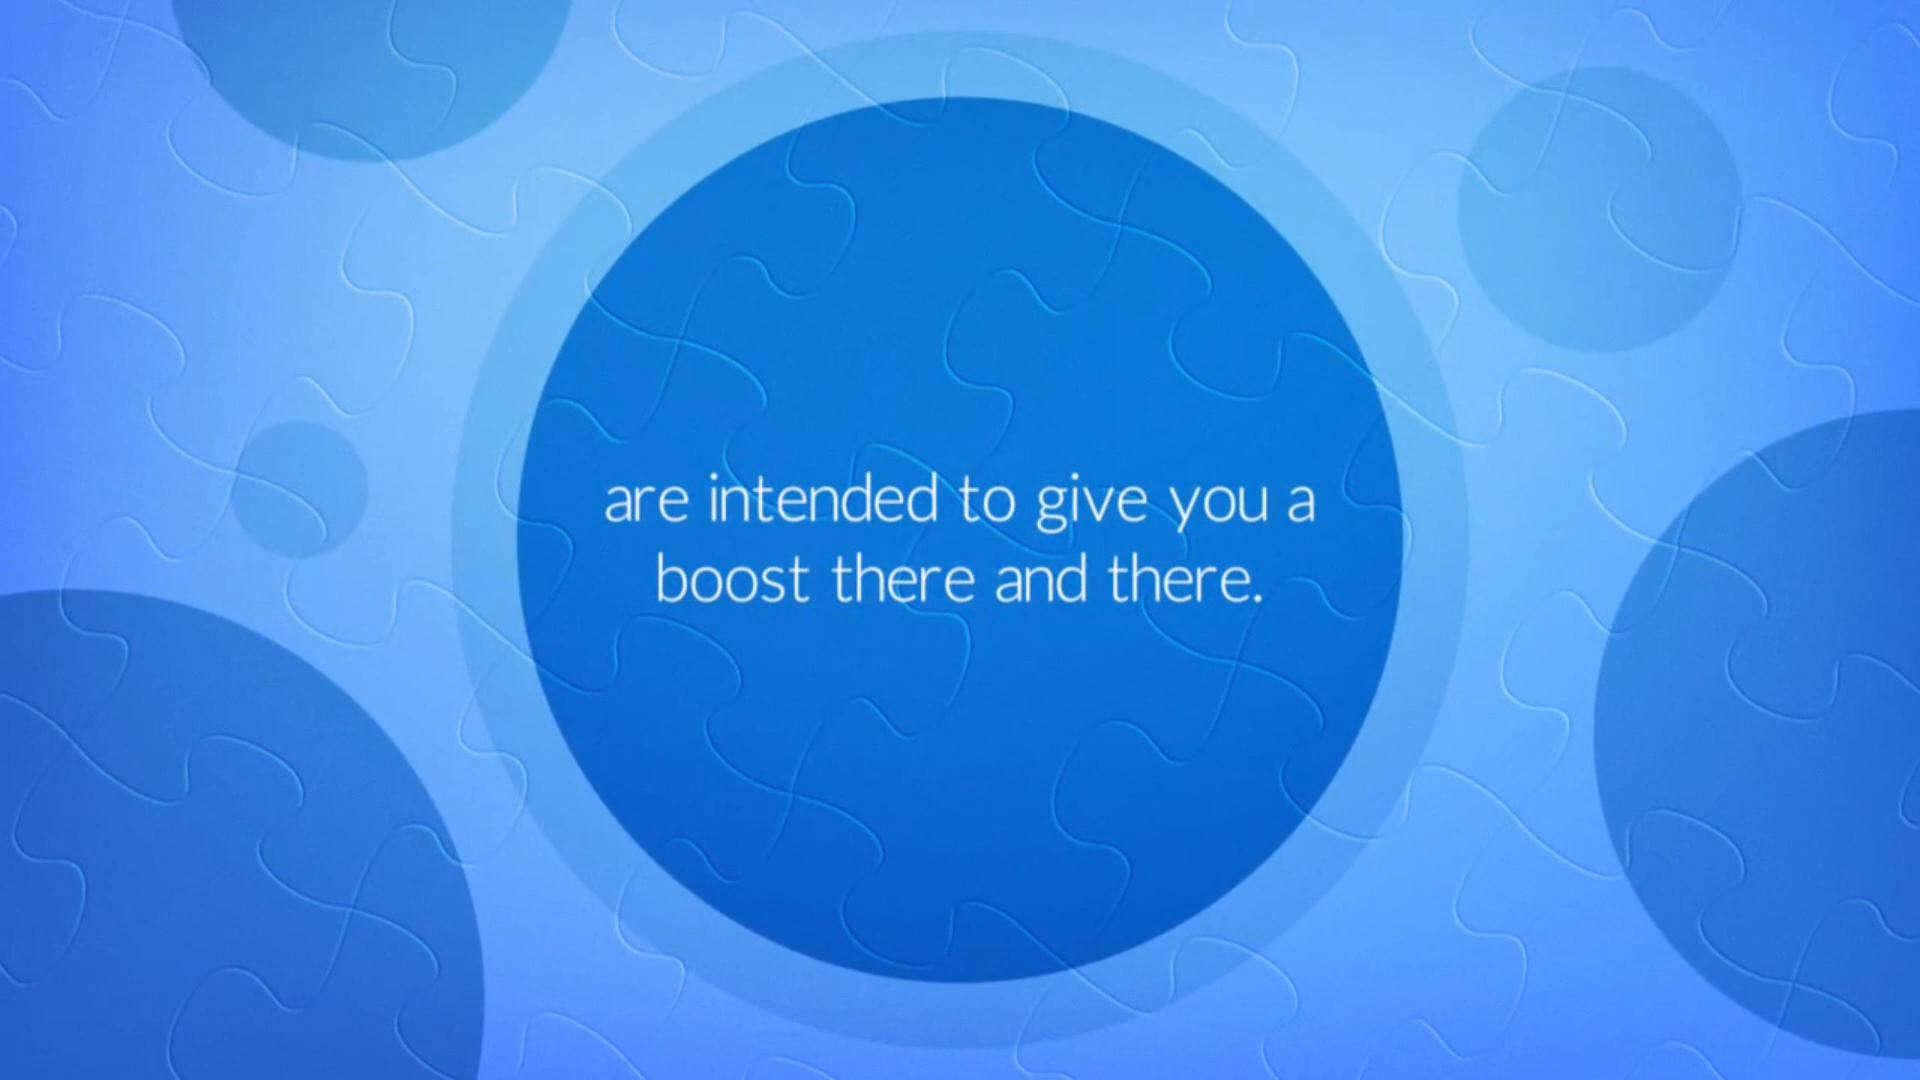 are intended to give you a
boost there and there.